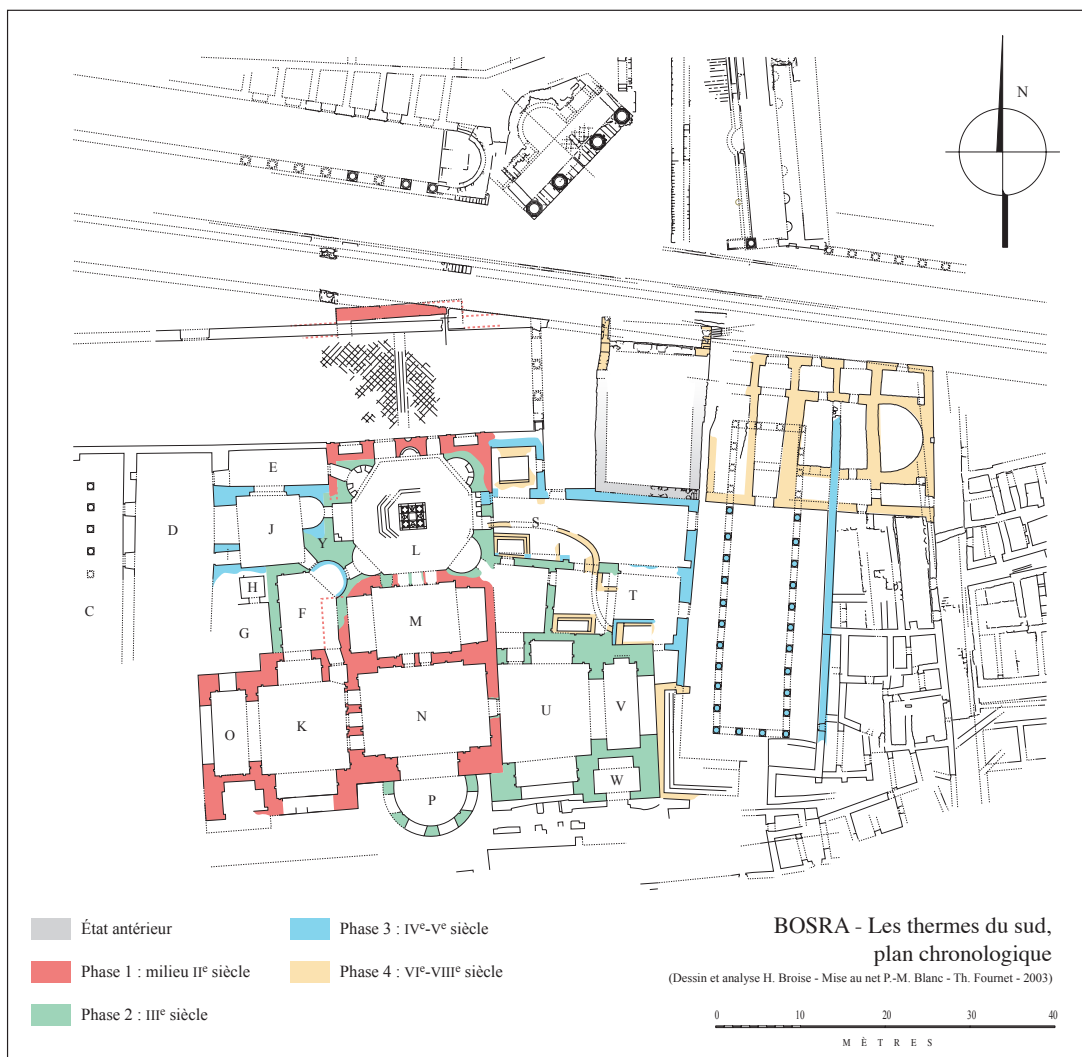 N
E
D
J
S
Y
L
H
T
C
F
M
G
K
N
U
V
O
W
P
État antérieur
Phase 1 : milieu IIe siècle
Phase 2 : IIIe siècle
Phase 3 : IVe-Ve siècle
Phase 4 : VIe-VIIIe siècle
BOSRA - Les thermes du sud,
plan chronologique
(Dessin et analyse H. Broise - Mise au net P.-M. Blanc - Th. Fournet - 2003)
0 10 20 30 40
MÈTRES